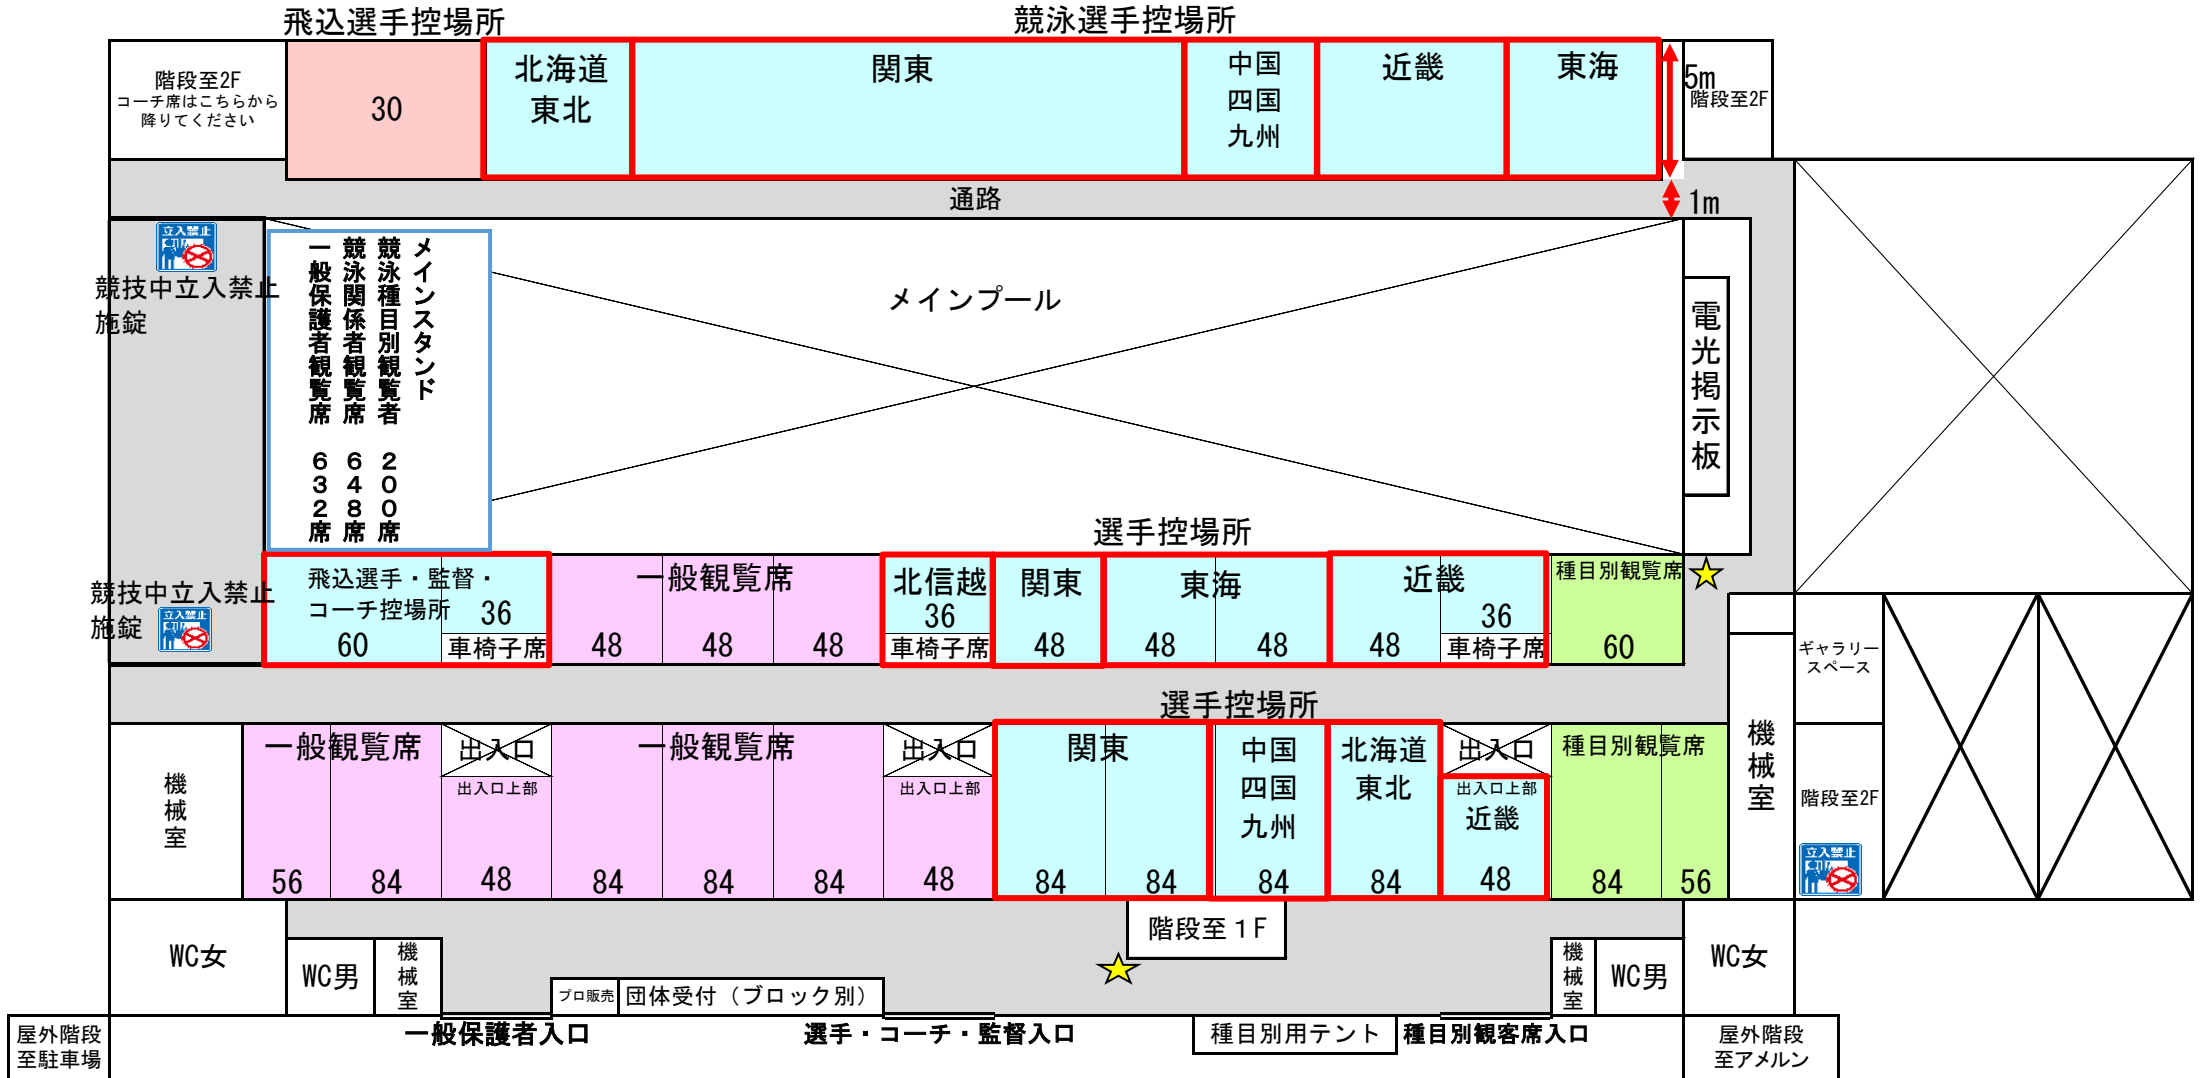 飛込選手控場所
競泳選手控場所
階段至2F
コーチ席はこちらから
降りてください
30
北海道
東北
関東
中国
四国
九州
近畿
東海
5m
階段至2F
通路
1m
立入禁止
競技中立入禁止
施錠
メインスタンド
競泳種目別観覧者 200席
競泳関係者観覧席 648席
一般保護者観覧席 632席
メインプール
電光掲示板
選手控場所
競技中立入禁止
施錠
立入禁止
飛込選手・監督・
コーチ控場所
60
36
車椅子席
一般観覧席
48
48
48
北信越
36
車椅子席
関東
48
東海
48
48
近畿
48
36
車椅子席
種目別観覧席
60
ギャラリー
スペース
選手控場所
機械室
一般観覧席
56
84
出入口
出入口上部
48
一般観覧席
84
84
84
出入口
出入口上部
48
関東
84
84
中国
四国
九州
84
北海道
東北
84
出入口
出入口上部
近畿
48
種目別観覧席
84
56
機械室
階段至2F
立入禁止
階段至1F
WC女
WC男
機械室
プロ販売
団体受付（ブロック別）
機械室
WC男
WC女
屋外階段
至駐車場
一般保護者入口
選手・コーチ・監督入口
種目別用テント
種目別観客席入口
屋外階段
至アメルン